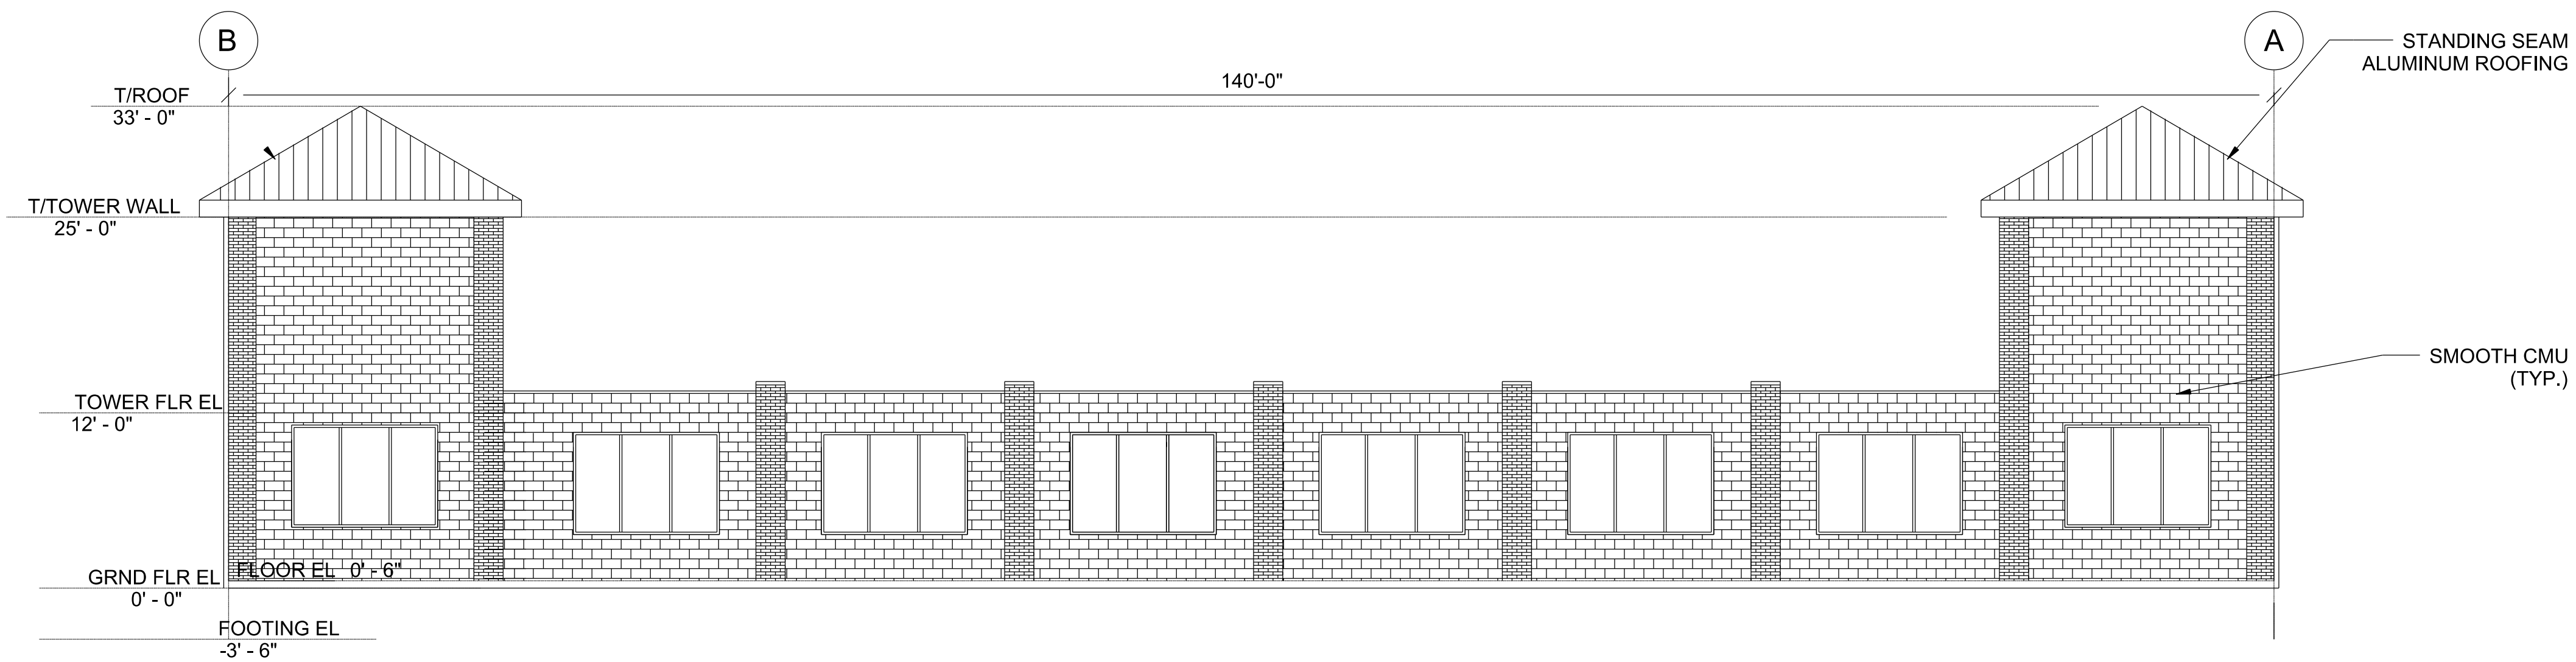 B
A
STANDING SEAM
ALUMINUM ROOFING
140'-0"
T/ROOF
33' - 0"
T/TOWER WALL
25' - 0"
SMOOTH CMU
(TYP.)
TOWER FLR EL
12' - 0"
FLOOR EL 0' - 6"
GRND FLR EL
0' - 0"
FOOTING EL
-3' - 6"